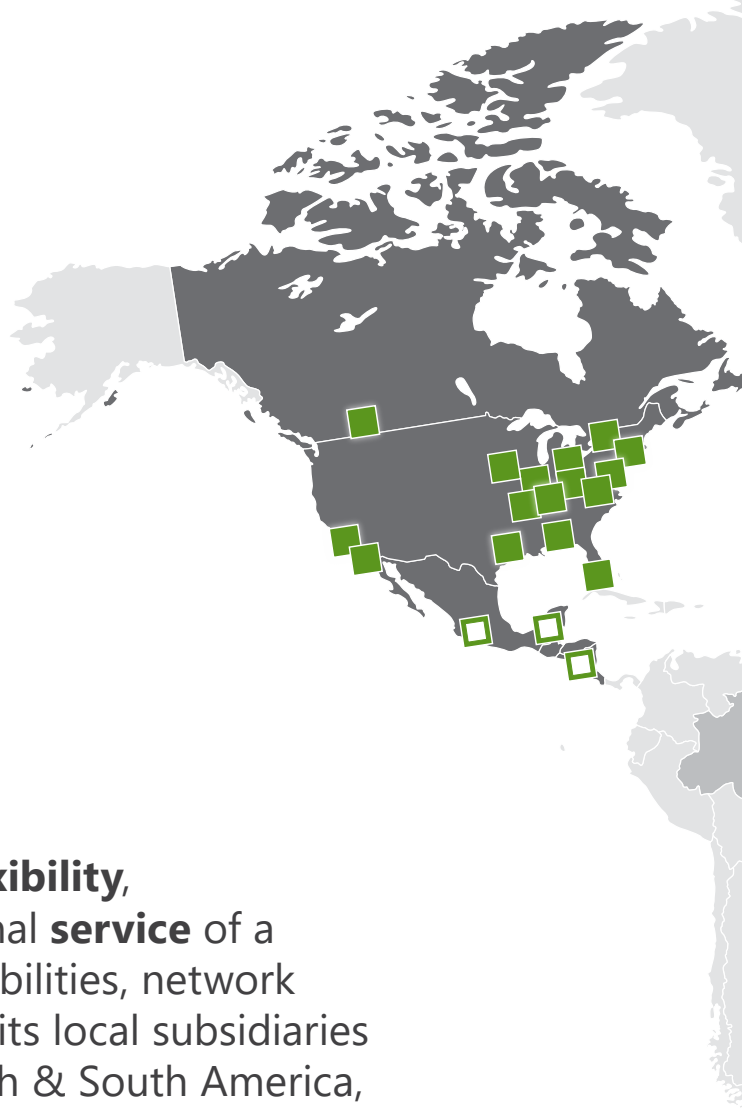 xibility,
nal service of a
bilities, network
its local subsidiaries
h & South America,